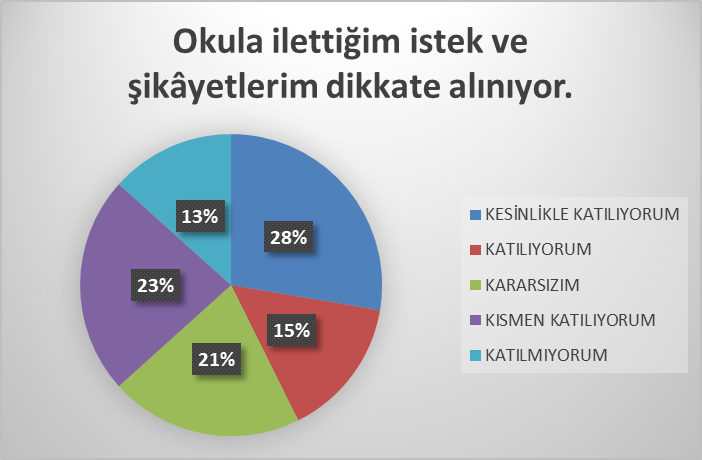 Okula ilettiğim istek ve
şikâyetlerim dikkate alınıyor.
28%
15%
21%
23%
13%
KESİNLİKLE KATILIYORUM
KATILIYORUM
KARARSIZIM
KISMEN KATILIYORUM
KATILMIYORUM